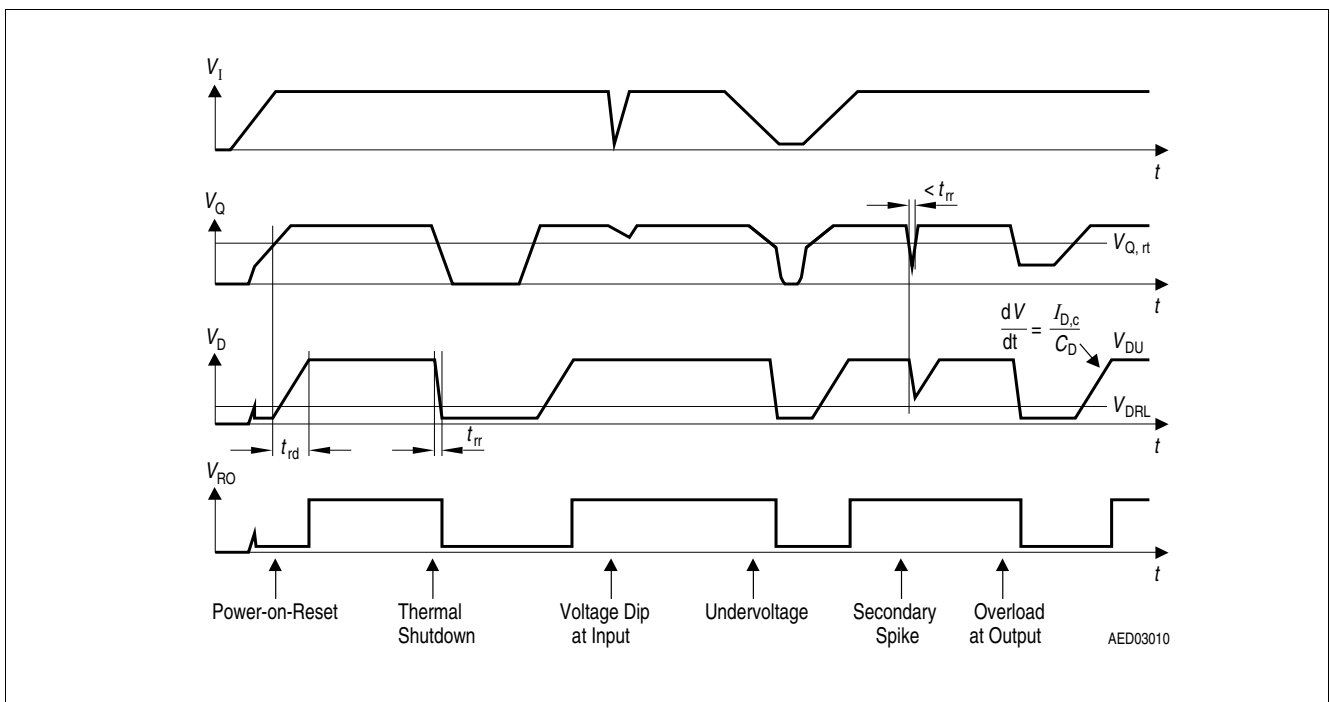 V_I
t
V_Q
< t_rr
V_Q, rt
t
V_D
dV/dt = I_D,c/C_D
V_DU
V_DRL
t
t_rd
t_rr
V_RO
t
Power-on-Reset
Thermal
Shutdown
Voltage Dip
at Input
Undervoltage
Secondary
Spike
Overload
at Output
AED03010